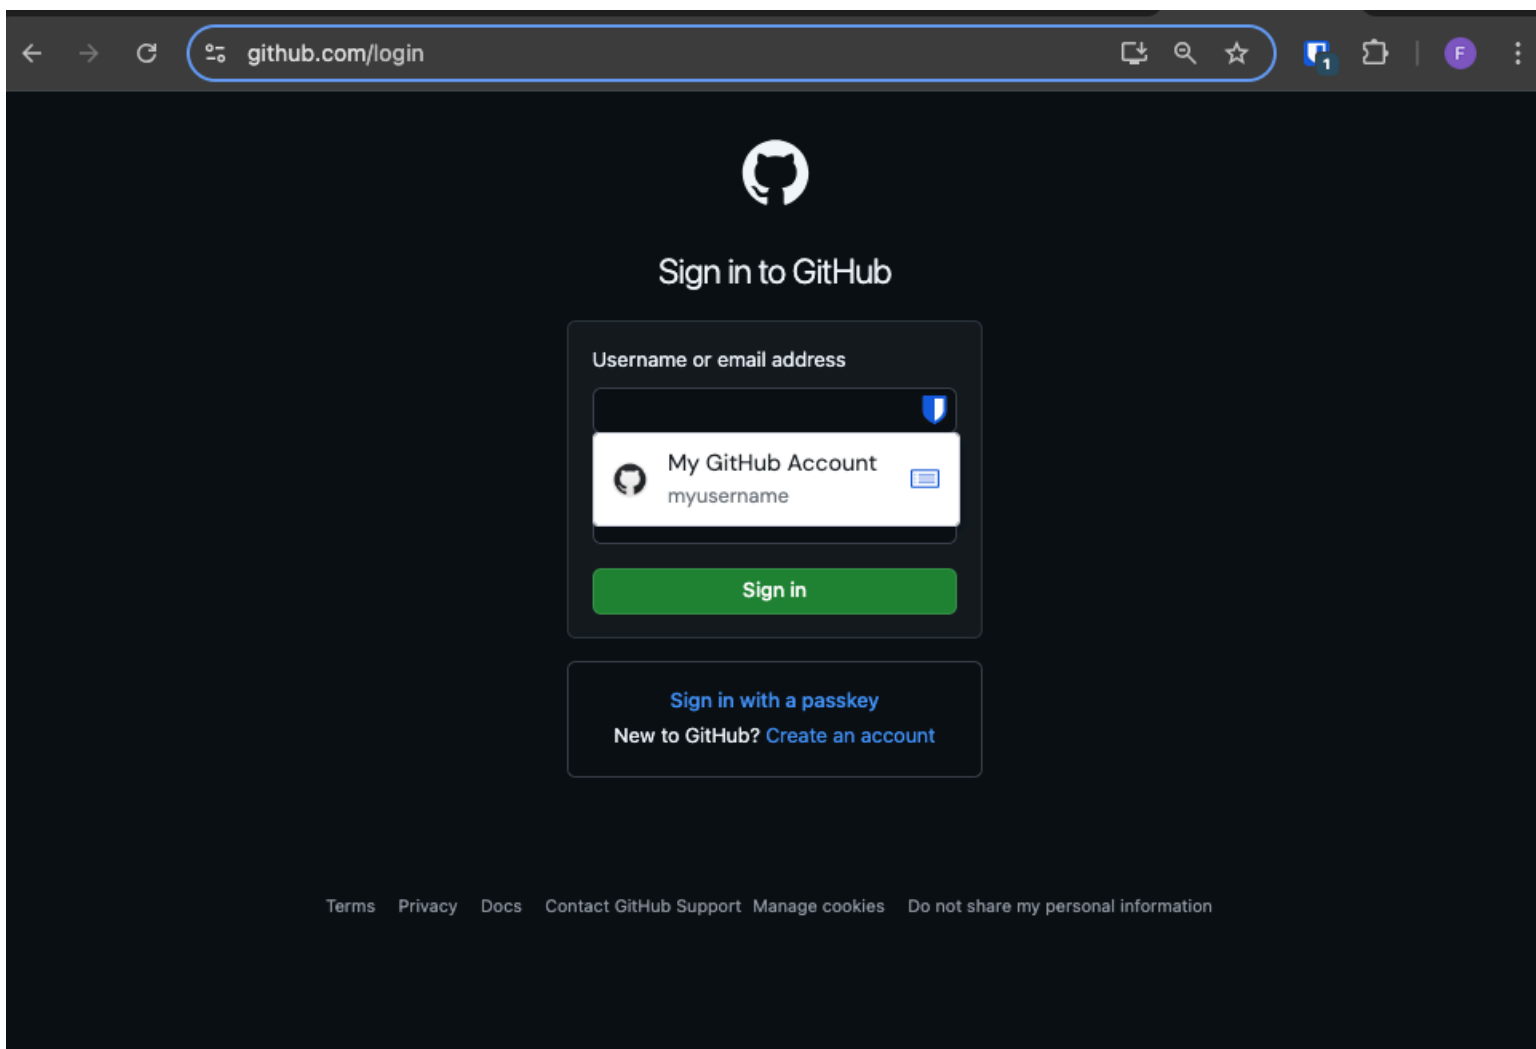 github.com/login
1
F
Sign in to GitHub
Username or email address
My GitHub Account
myusername
Sign in
Sign in with a passkey
New to GitHub? Create an account
Terms Privacy Docs Contact GitHub Support Manage cookies Do not share my personal information